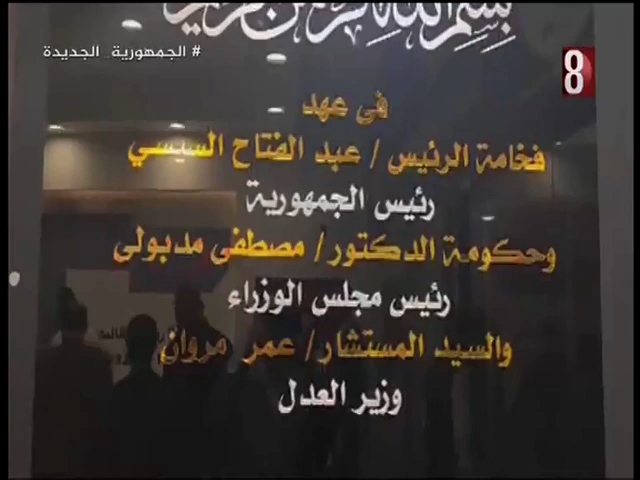 بسم الله الرحمن الرحيم
# الجمهورية_الجديدة
8
فى عهد
فخامة الرئيس / عبد الفتاح السيسي
رئيس الجمهورية
وحكومة الدكتور / مصطفى مدبولى
رئيس مجلس الوزراء
والسيد المستشار / عمر مروان
وزير العدل